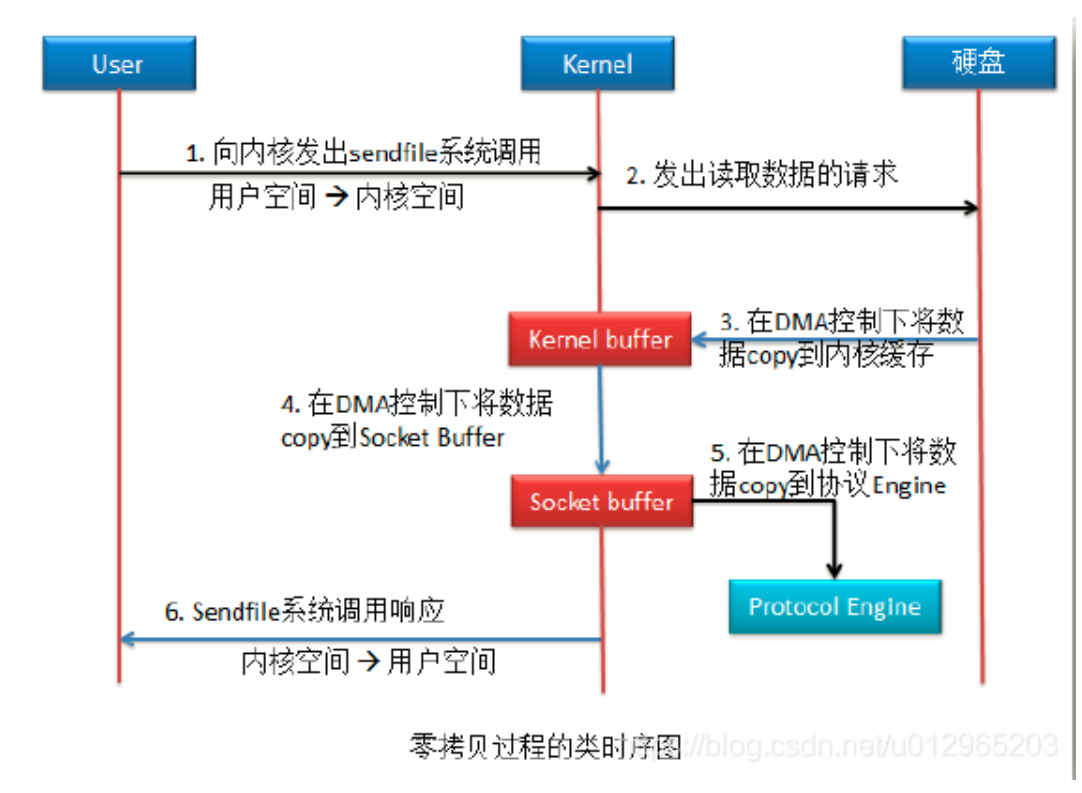 User
Kernel
硬盘
1. 向内核发出sendfile系统调用
用户空间 → 内核空间
2. 发出读取数据的请求
Kernel buffer
3. 在DMA控制下将数
据copy到内核缓存
4. 在DMA控制下将数据
copy到Socket Buffer
Socket buffer
5. 在DMA控制下将数
据copy到协议Engine
Protocol Engine
6. Sendfile系统调用响应
内核空间 → 用户空间
零拷贝过程的类时序图
//blog.csdn.net/u012965203